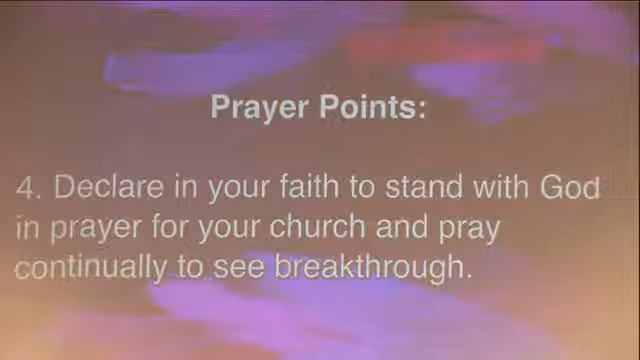 Prayer Points:
4. Declare in your faith to stand with God
in prayer for your church and pray
continually to see breakthrough.